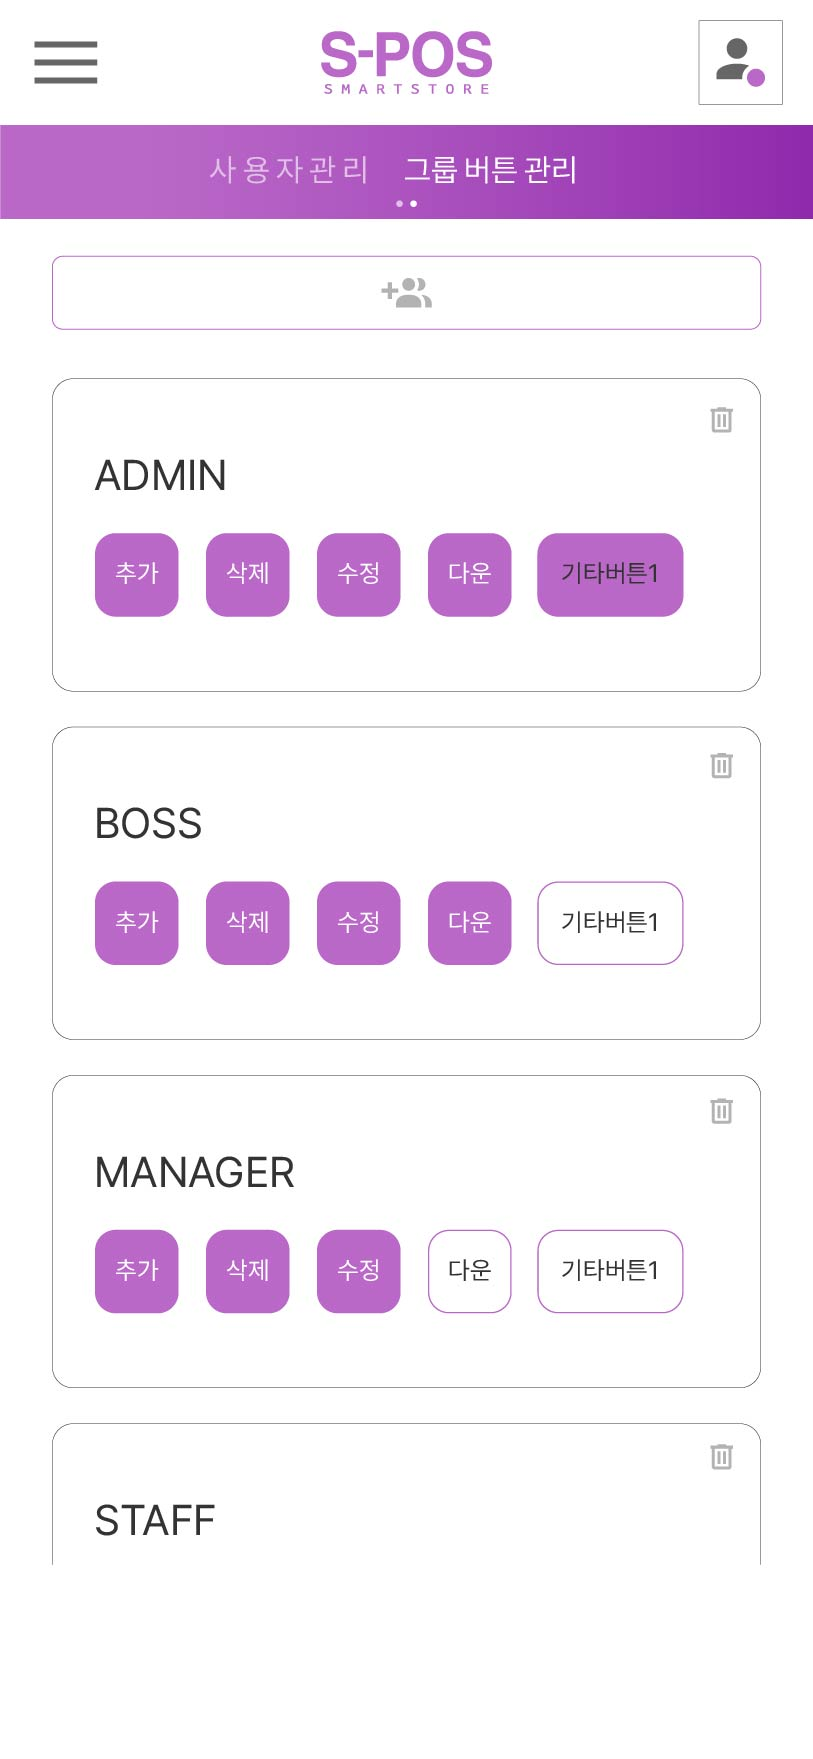 S-POS
SMARTSTORE
사용자관리 그룹 버튼 관리
ADMIN
추가 삭제 수정 다운 기타버튼1
BOSS
추가 삭제 수정 다운 기타버튼1
MANAGER
추가 삭제 수정 다운 기타버튼1
STAFF